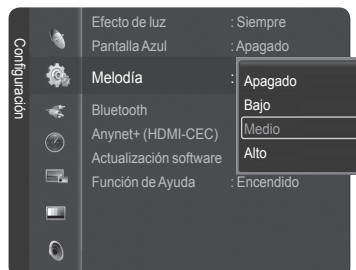 Configuración
Efecto de luz : Siempre
Pantalla Azul : Apagado
Melodía :
Apagado
Bajo
Medio
Alto
Bluetooth
Anynet+ (HDMI-CEC)
Actualización software
Función de Ayuda : Encendido